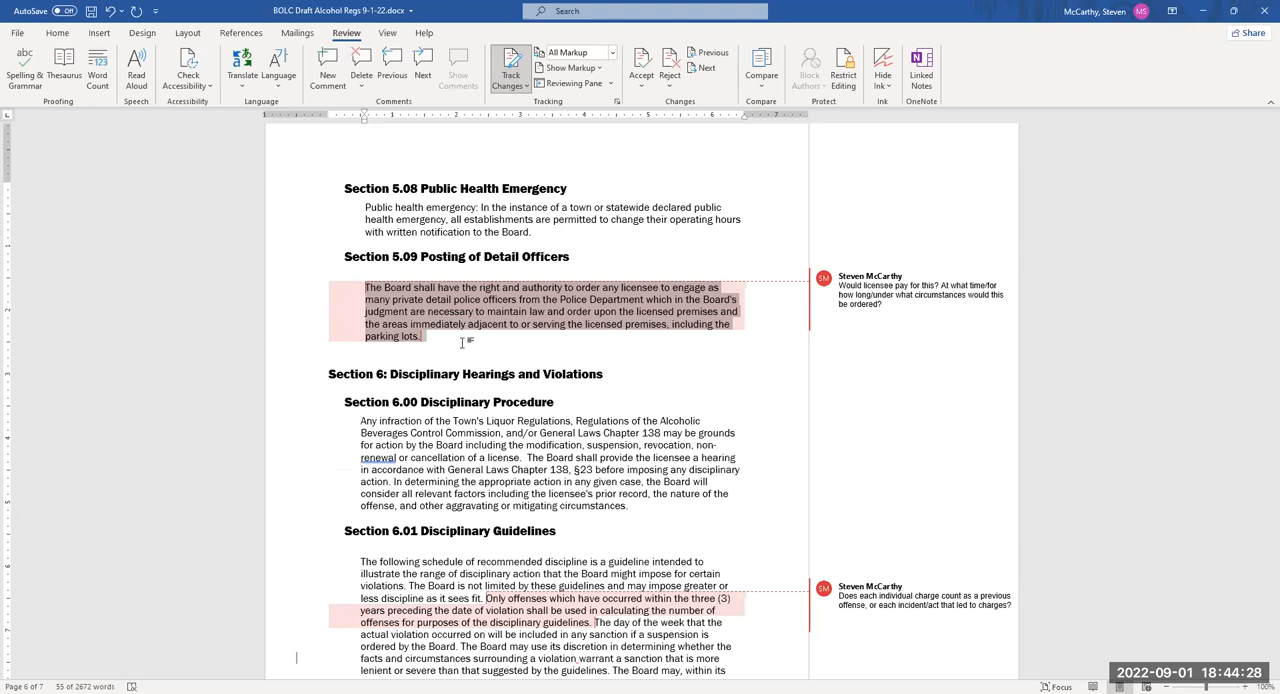 AutoSave Off BOLC Draft Alcohol Regs 9-1-22.docx Search McCarthy, Steven MS
File Home Insert Design Layout References Mailings Review View Help Share
Spelling & Grammar Thesaurus Word Count Read Aloud Check Accessibility Translate Language New Comment Delete Previous Next Show Comments Track Changes All Markup Show Markup Reviewing Pane Accept Reject Previous Next Compare Block Authors Restrict Editing Hide Ink Linked Notes
Proofing Speech Accessibility Language Comments Tracking Changes Compare Protect Ink OneNote
Section 5.08 Public Health Emergency
Public health emergency: In the instance of a town or statewide declared public
health emergency, all establishments are permitted to change their operating hours
with written notification to the Board.
Section 5.09 Posting of Detail Officers
The Board shall have the right and authority to order any licensee to engage as
many private detail police officers from the Police Department which in the Board's
judgment are necessary to maintain law and order upon the licensed premises and
the areas immediately adjacent to or serving the licensed premises, including the
parking lots.
Steven McCarthy
Would licensee pay for this? At what time/for
how long/under what circumstances would this
be ordered?
Section 6: Disciplinary Hearings and Violations
Section 6.00 Disciplinary Procedure
Any infraction of the Town's Liquor Regulations, Regulations of the Alcoholic
Beverages Control Commission, and/or General Laws Chapter 138 may be grounds
for action by the Board including the modification, suspension, revocation, non-
renewal or cancellation of a license.  The Board shall provide the licensee a hearing
in accordance with General Laws Chapter 138, §23 before imposing any disciplinary
action. In determining the appropriate action in any given case, the Board will
consider all relevant factors including the licensee's prior record, the nature of the
offense, and other aggravating or mitigating circumstances.
Section 6.01 Disciplinary Guidelines
The following schedule of recommended discipline is a guideline intended to
illustrate the range of disciplinary action that the Board might impose for certain
violations. The Board is not limited by these guidelines and may impose greater or
less discipline as it sees fit. Only offenses which have occurred within the three (3)
years preceding the date of violation shall be used in calculating the number of
offenses for purposes of the disciplinary guidelines. The day of the week that the
actual violation occurred on will be included in any sanction if a suspension is
ordered by the Board. The Board may use its discretion in determining whether the
facts and circumstances surrounding a violation warrant a sanction that is more
lenient or severe than that suggested by the guidelines. The Board may, within its
Steven McCarthy
Does each individual charge count as a previous
offense, or each incident/act that led to charges?
2022-09-01 18:44:28
Page 6 of 7 55 of 2672 words Focus 100%